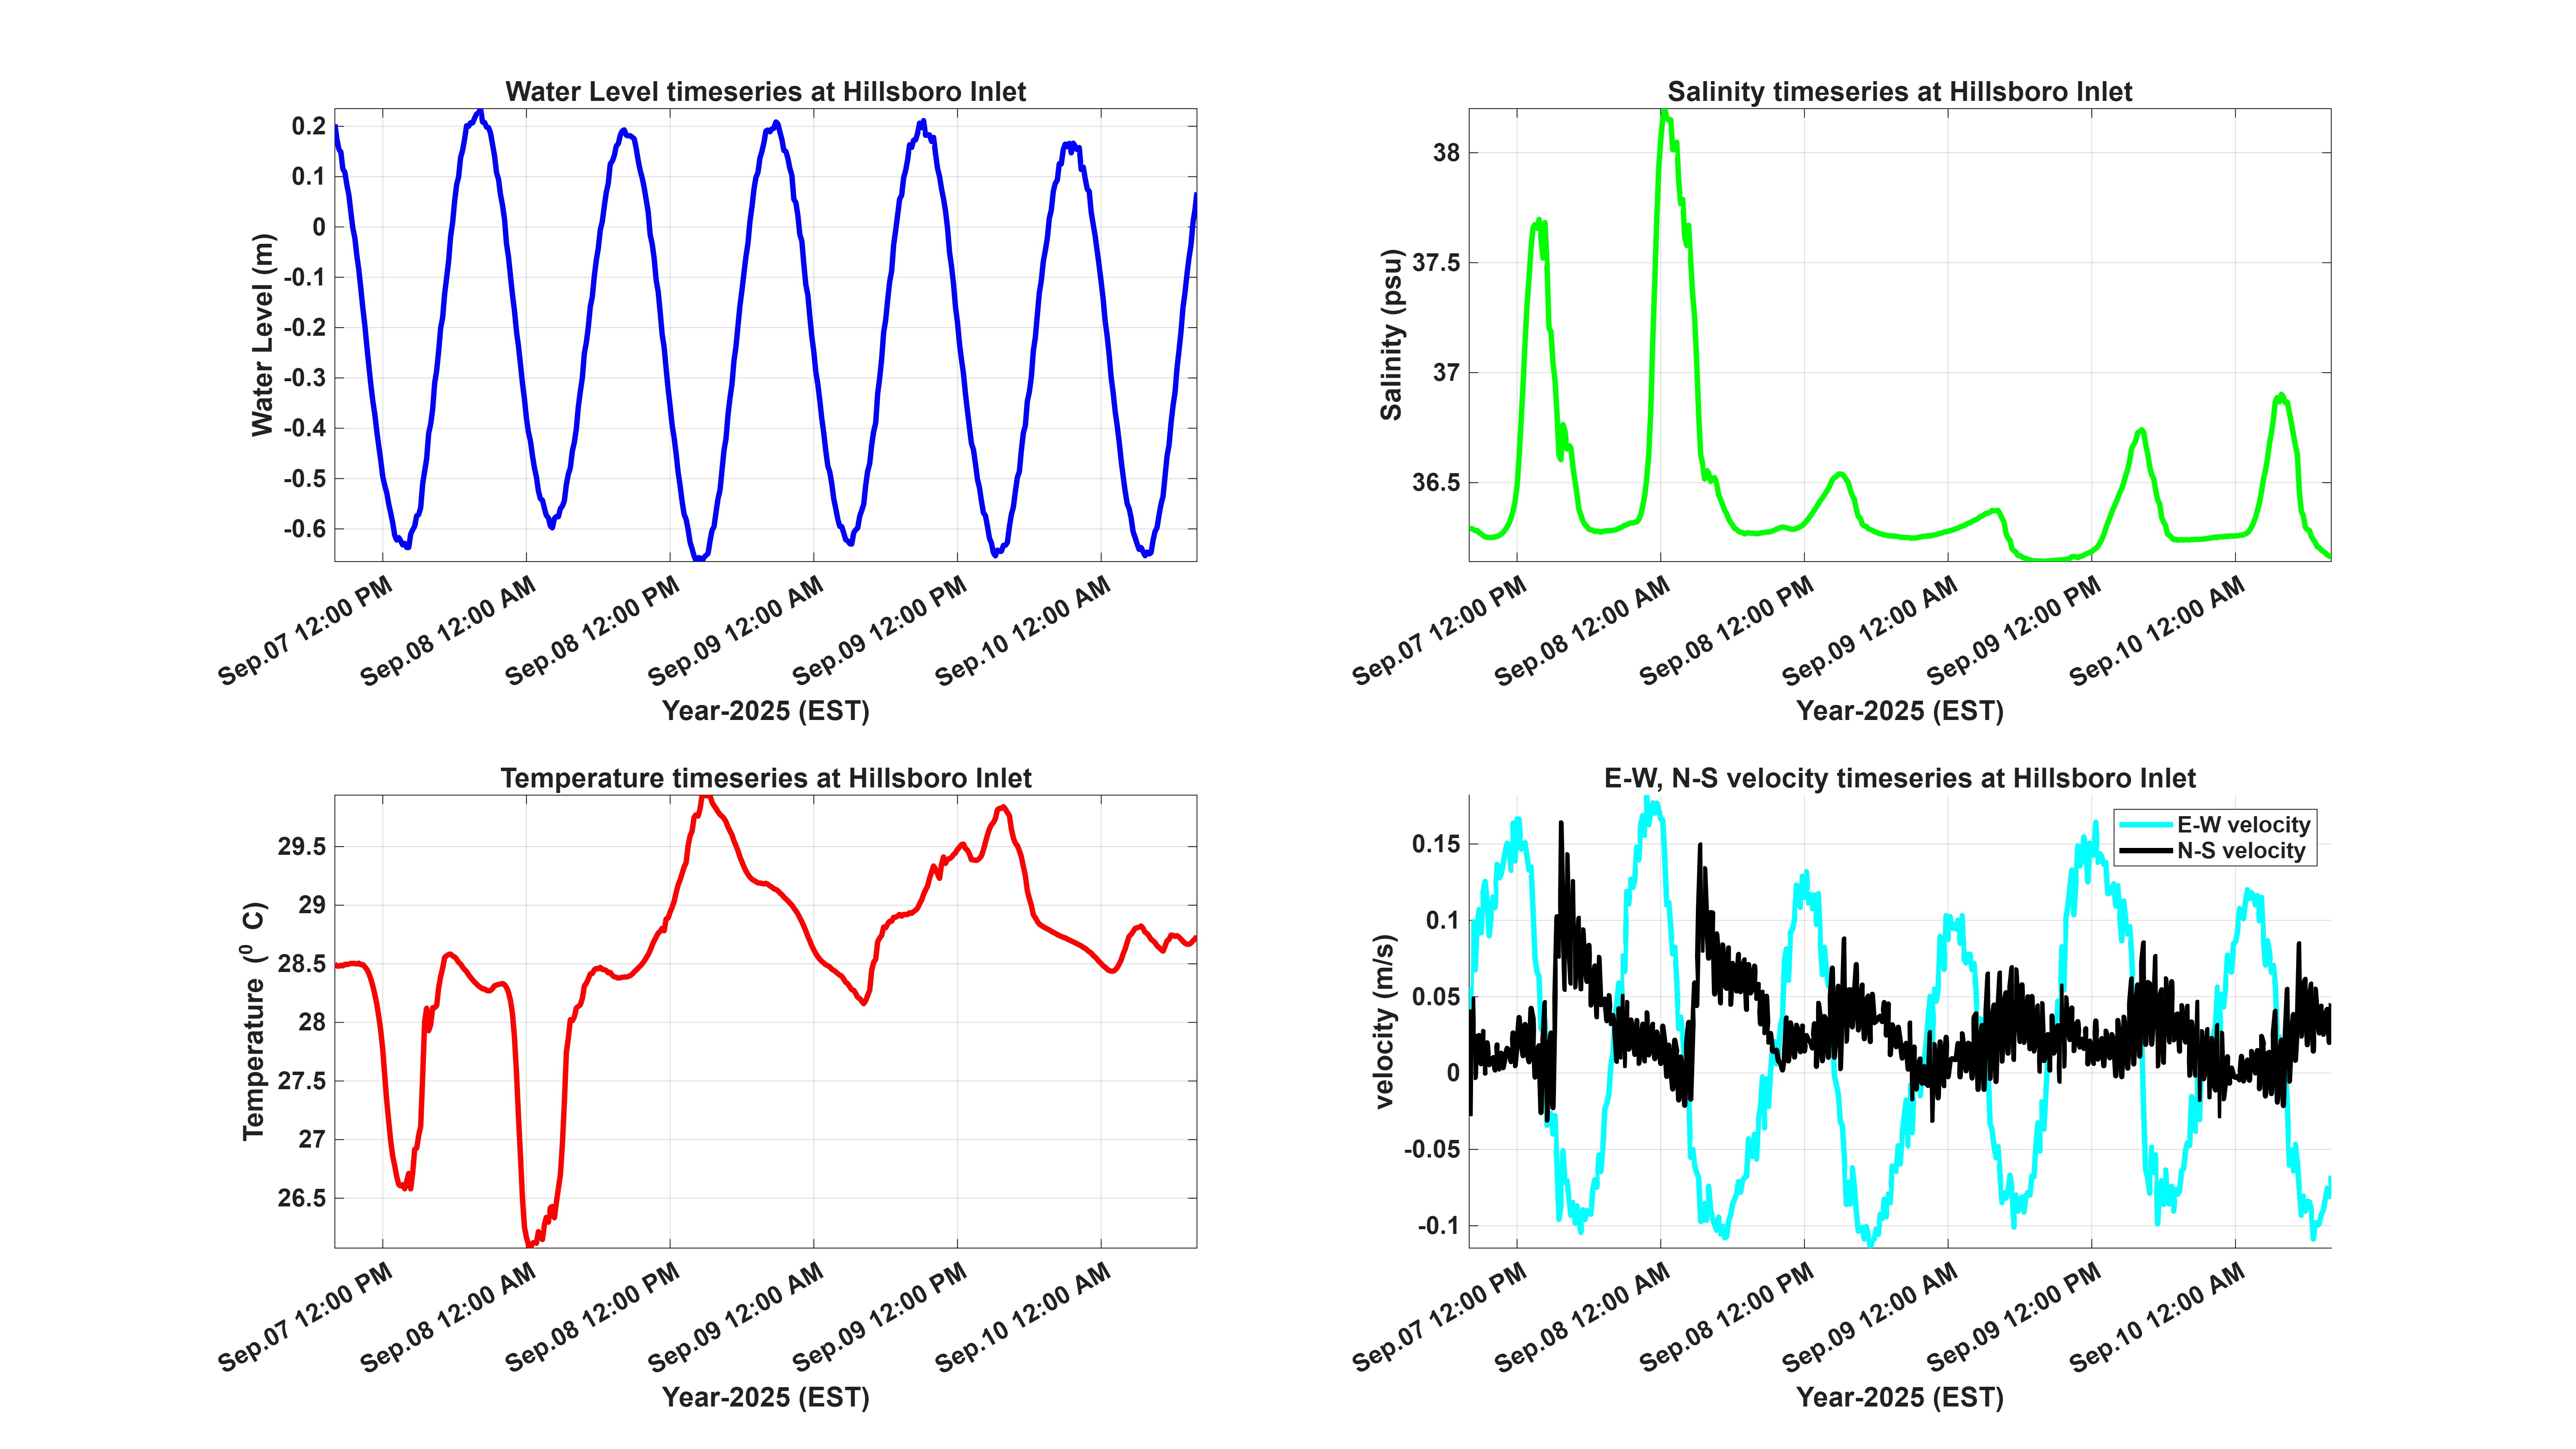 Water Level timeseries at Hillsboro Inlet
Water Level (m)
0.2
0.1
0
-0.1
-0.2
-0.3
-0.4
-0.5
-0.6
Sep.07 12:00 PM
Sep.08 12:00 AM
Sep.08 12:00 PM
Sep.09 12:00 AM
Sep.09 12:00 PM
Sep.10 12:00 AM
Year-2025 (EST)
Salinity timeseries at Hillsboro Inlet
Salinity (psu)
38
37.5
37
36.5
Sep.07 12:00 PM
Sep.08 12:00 AM
Sep.08 12:00 PM
Sep.09 12:00 AM
Sep.09 12:00 PM
Sep.10 12:00 AM
Year-2025 (EST)
Temperature timeseries at Hillsboro Inlet
Temperature (⁰ C)
29.5
29
28.5
28
27.5
27
26.5
Sep.07 12:00 PM
Sep.08 12:00 AM
Sep.08 12:00 PM
Sep.09 12:00 AM
Sep.09 12:00 PM
Sep.10 12:00 AM
Year-2025 (EST)
E-W, N-S velocity timeseries at Hillsboro Inlet
E-W velocity
N-S velocity
velocity (m/s)
0.15
0.1
0.05
0
-0.05
-0.1
Sep.07 12:00 PM
Sep.08 12:00 AM
Sep.08 12:00 PM
Sep.09 12:00 AM
Sep.09 12:00 PM
Sep.10 12:00 AM
Year-2025 (EST)